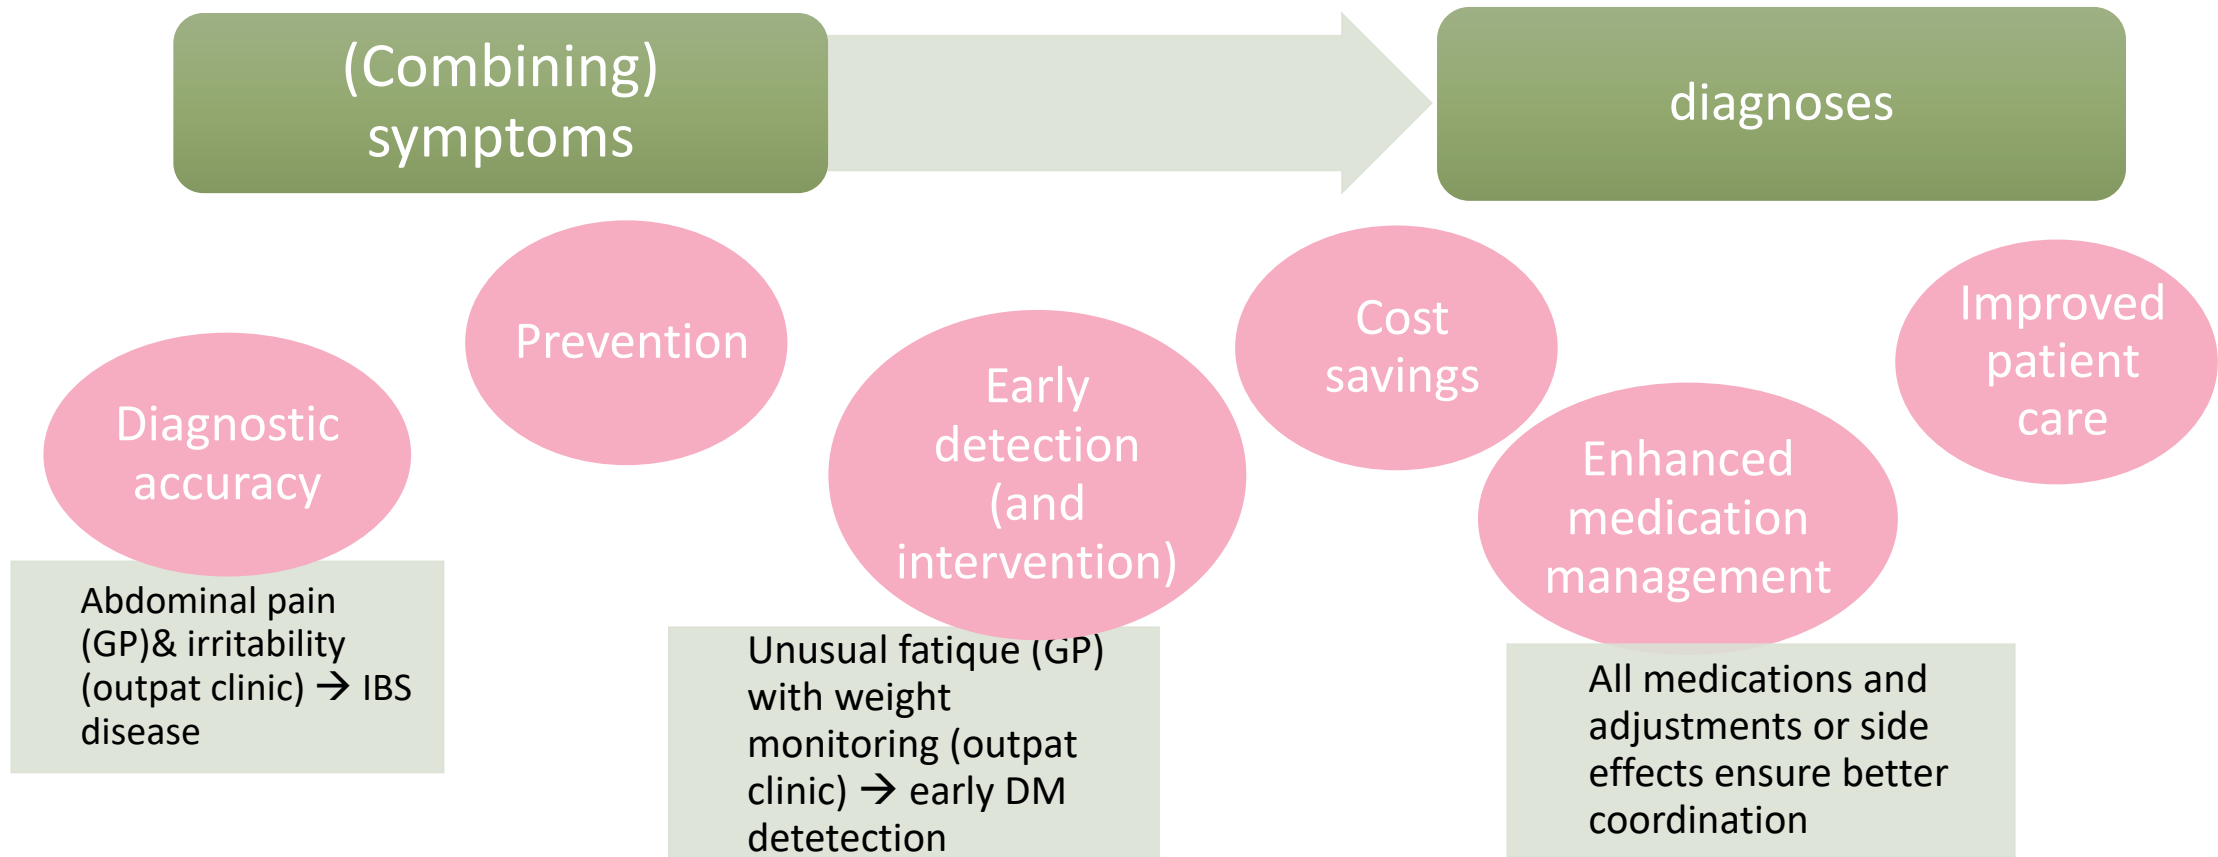 (Combining)
symptoms
diagnoses
Diagnostic
accuracy
Abdominal pain
(GP)& irritability
(outpat clinic) → IBS
disease
Prevention
Early
detection
(and
intervention)
Unusual fatique (GP)
with weight
monitoring (outpat
clinic) → early DM
detetection
Cost
savings
Enhanced
medication
management
All medications and
adjustments or side
effects ensure better
coordination
Improved
patient
care